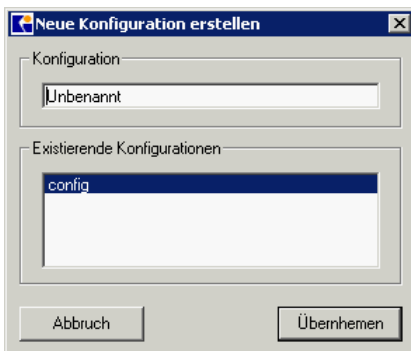 Neue Konfiguration erstellen
Konfiguration
Unbenannt
Existierende Konfigurationen
config
Abbruch
Übernhemen